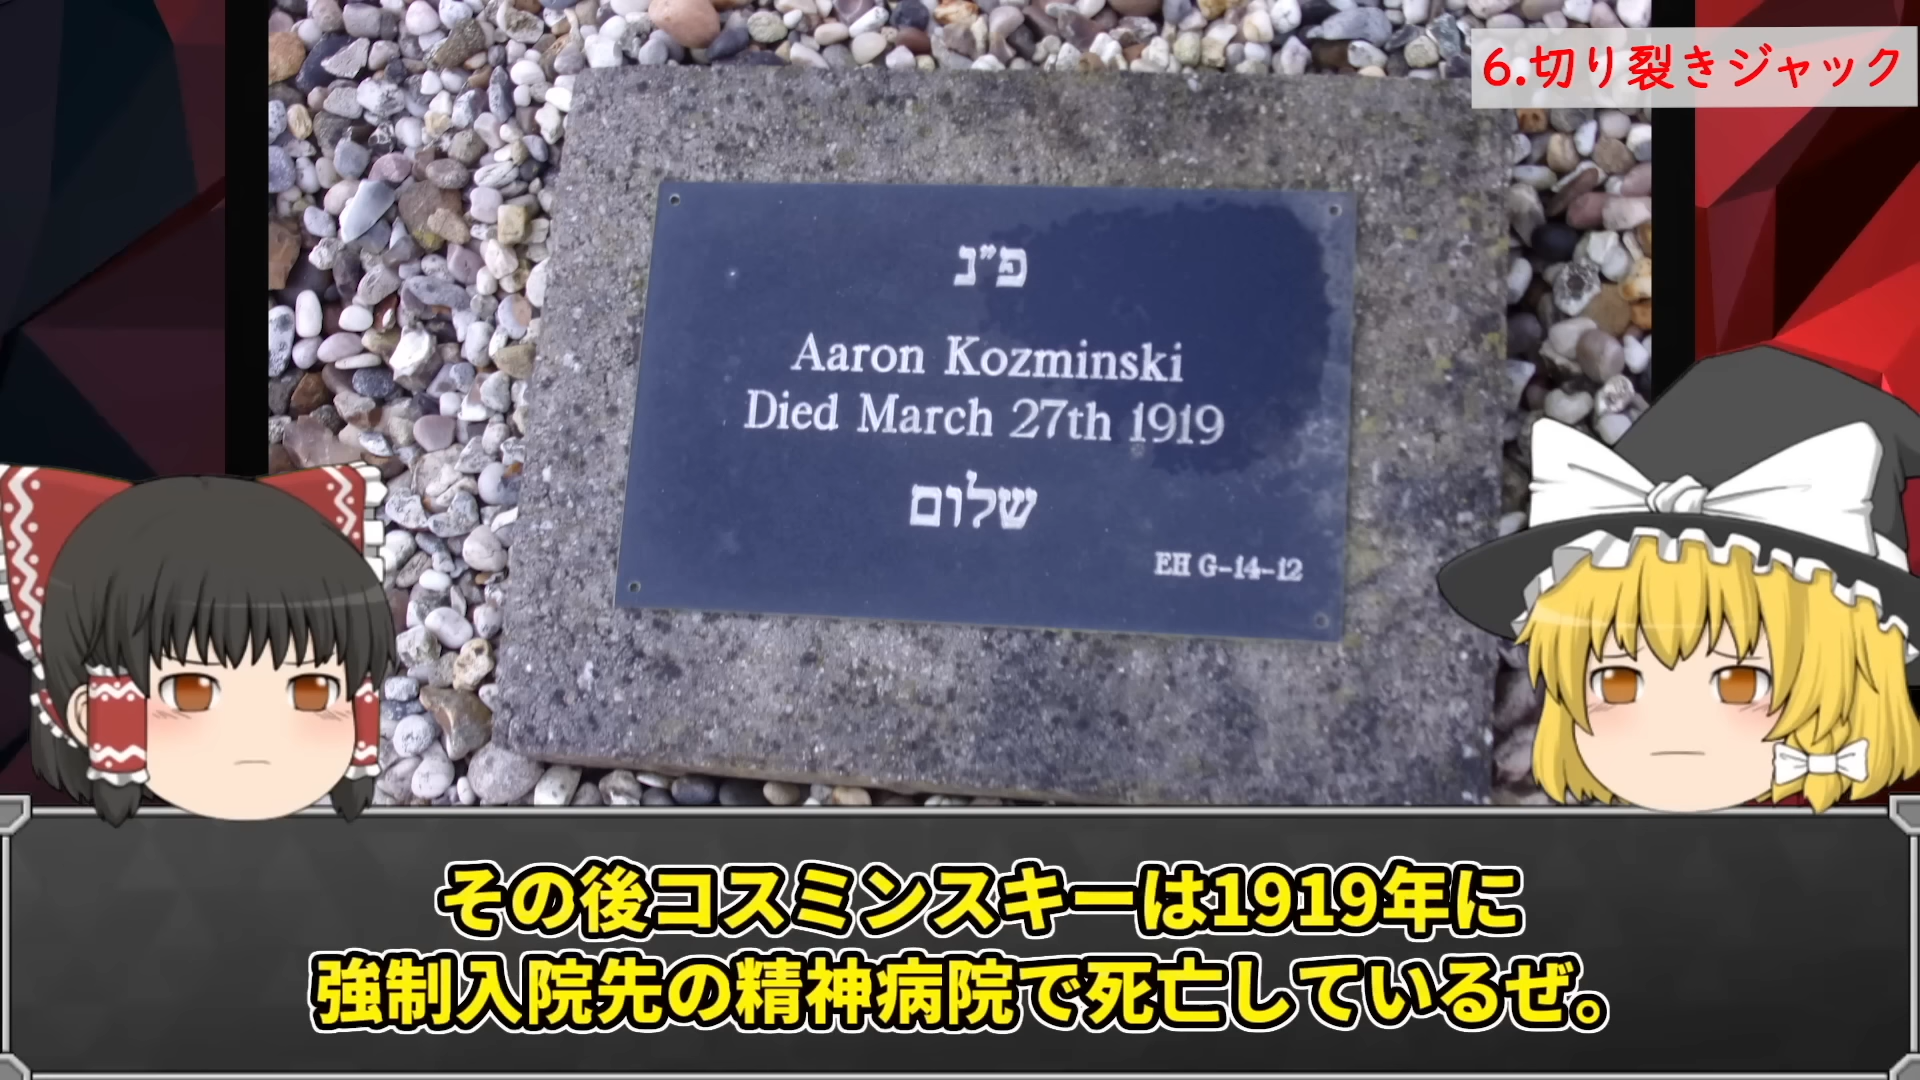 6.切り裂きジャック
פ״נ
Aaron Kozminski
Died March 27th 1919
שלום
EH G-14-12
その後コスミンスキーは1919年に
強制入院先の精神病院で死亡しているぜ。